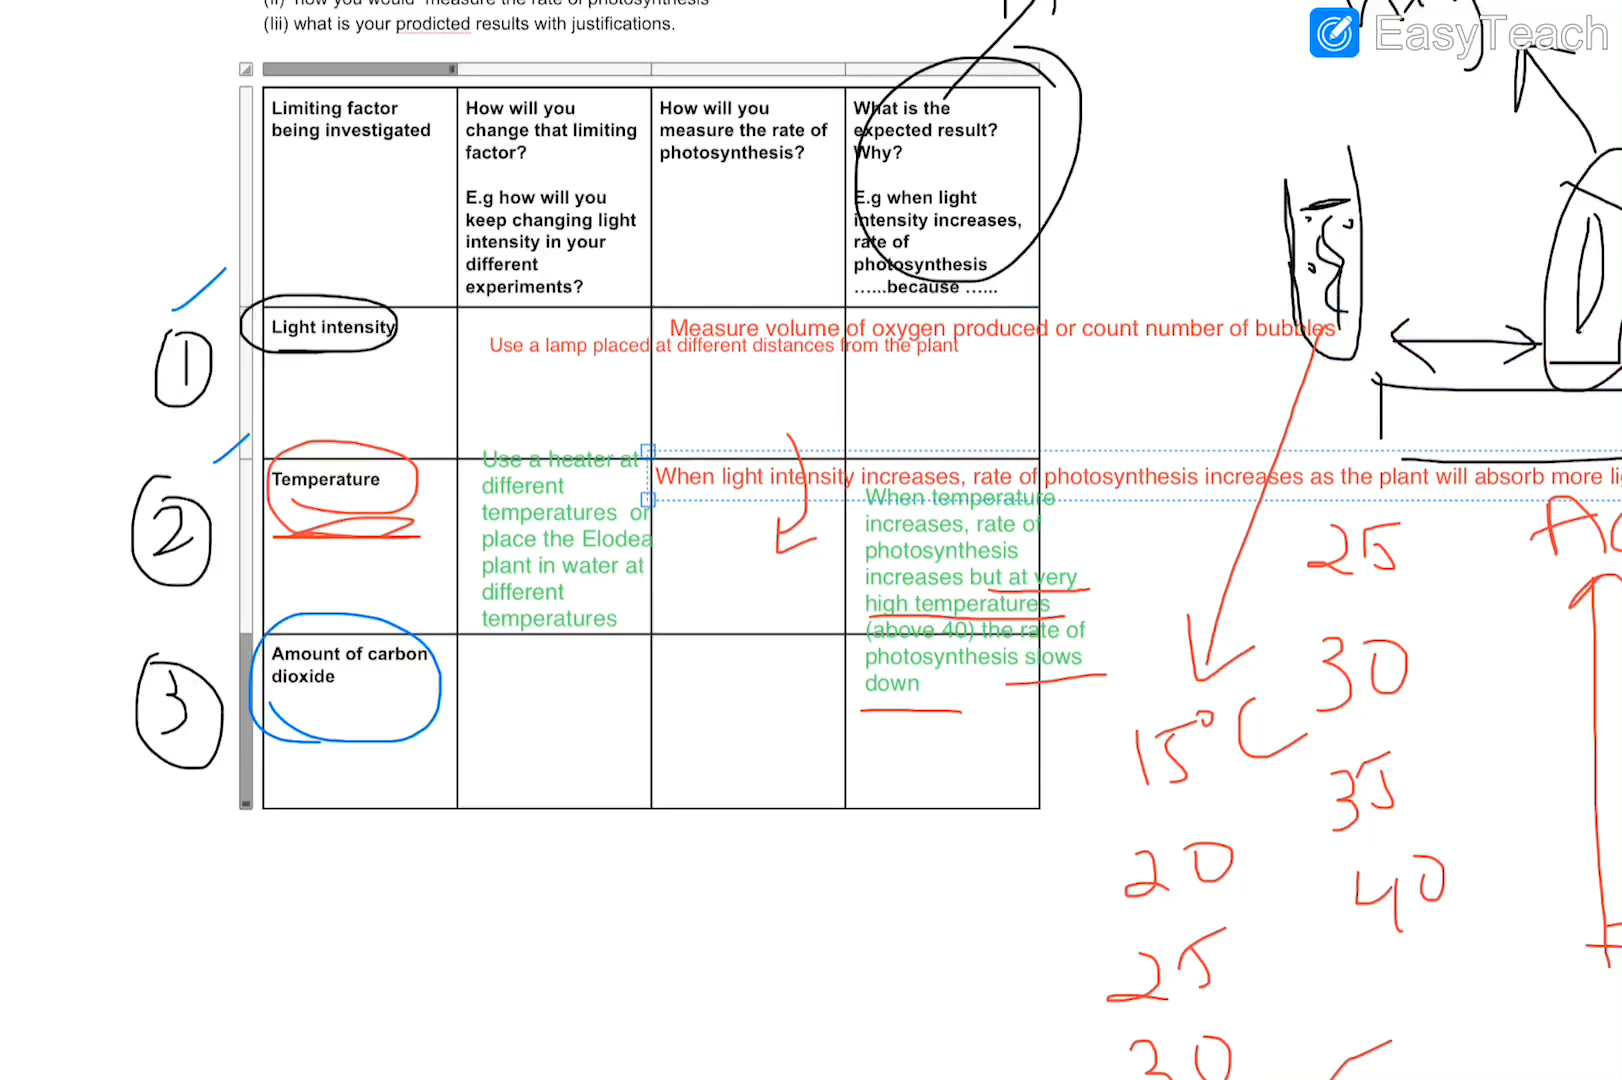 (iii) what is your prodicted results with justifications.
EasyTeach
Limiting factor
being investigated
How will you
change that limiting
factor?
E.g how will you
keep changing light
intensity in your
different
experiments?
How will you
measure the rate of
photosynthesis?
What is the
expected result?
Why?
E.g when light
intensity increases,
rate of
photosynthesis
......because ......
1
Light intensity
Measure volume of oxygen produced or count number of bubbles
Use a lamp placed at different distances from the plant
2
Temperature
Use a heater at
different
temperatures or
place the Elodea
plant in water at
different
temperatures
When light intensity increases, rate of photosynthesis increases as the plant will absorb more
When temperature
increases, rate of
photosynthesis
increases but at very
high temperatures
(above 40) the rate of
photosynthesis slows
down
3
Amount of carbon
dioxide
15°C
20
25
30
25
30
35
40